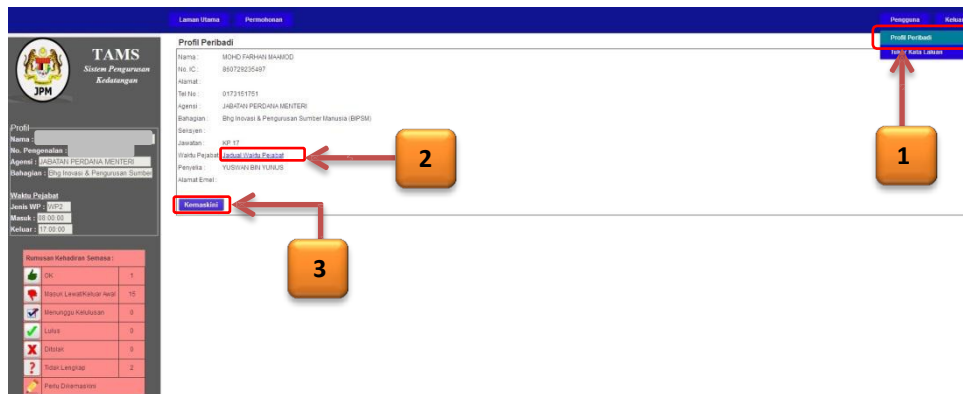 Laman Utama Permohonan Pengguna Keluar
Profil Peribadi
Tukar Kata Laluan
1
JPM
TAMS
Sistem Pengurusan
Kedatangan
Profil
Nama :
No. Pengenalan :
Agensi : JABATAN PERDANA MENTERI
Bahagian : Bhg Inovasi & Pengurusan Sumber
Waktu Pejabat
Jenis WP : WP2
Masuk : 08:00:00
Keluar : 17:00:00
Rumusan Kehadiran Semasa :
OK 1
Masuk Lewat/Keluar Awal 15
Menunggu Kelulusan 0
Lulus 0
Ditolak 0
Tidak Lengkap 2
Perlu Dikemaskini
Profil Peribadi
Nama : MOHD FARHAN MAHMOD
No. IC : 860729235497
Alamat :
Tel No : 0173151751
Agensi : JABATAN PERDANA MENTERI
Bahagian : Bhg Inovasi & Pengurusan Sumber Manusia (BIPSM)
Seksyen :
Jawatan : KP 17
Waktu Pejabat Jadual Waktu Pejabat
Penyelia : YUSWAN BIN YUNUS
Alamat Emel :
Kemaskini
2
3